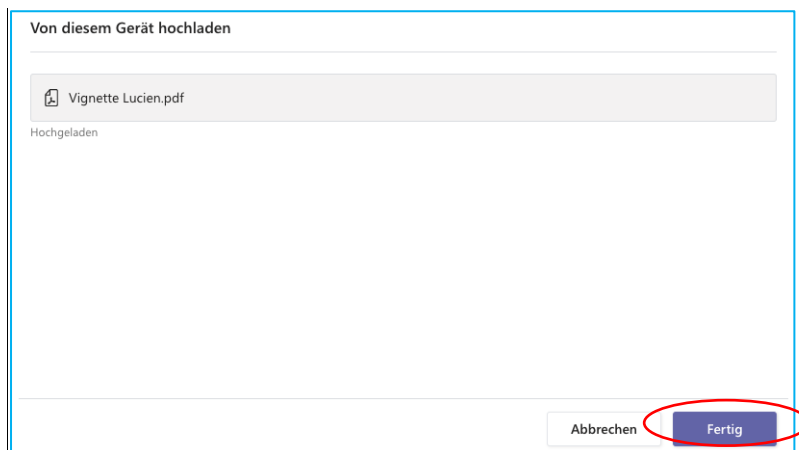 Von diesem Gerät hochladen
Vignette Lucien.pdf
Hochgeladen
Abbrechen
Fertig